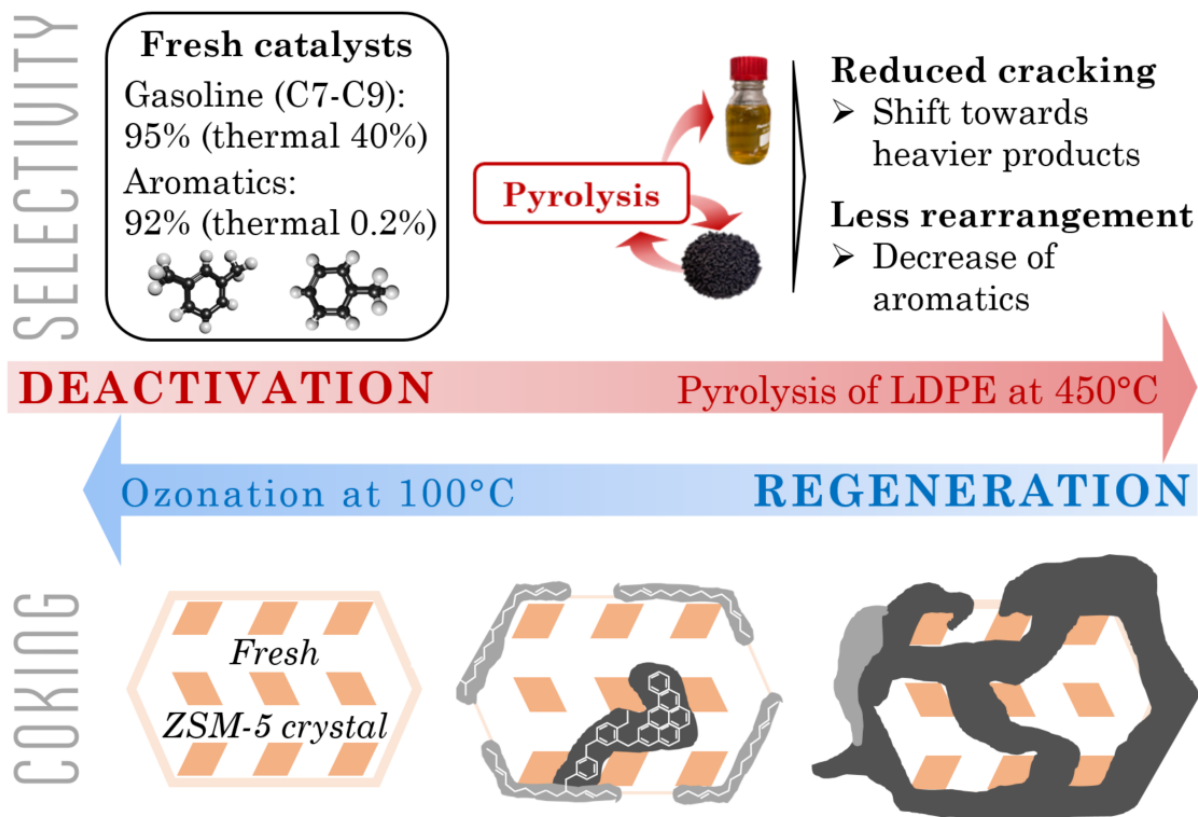 SELECTIVITY
Fresh catalysts
Gasoline (C7-C9):
95% (thermal 40%)
Aromatics:
92% (thermal 0.2%)
Pyrolysis
Reduced cracking
➢ Shift towards
heavier products
Less rearrangement
➢ Decrease of
aromatics
DEACTIVATION
Pyrolysis of LDPE at 450°C
Ozonation at 100°C
REGENERATION
COKING
Fresh
ZSM-5 crystal